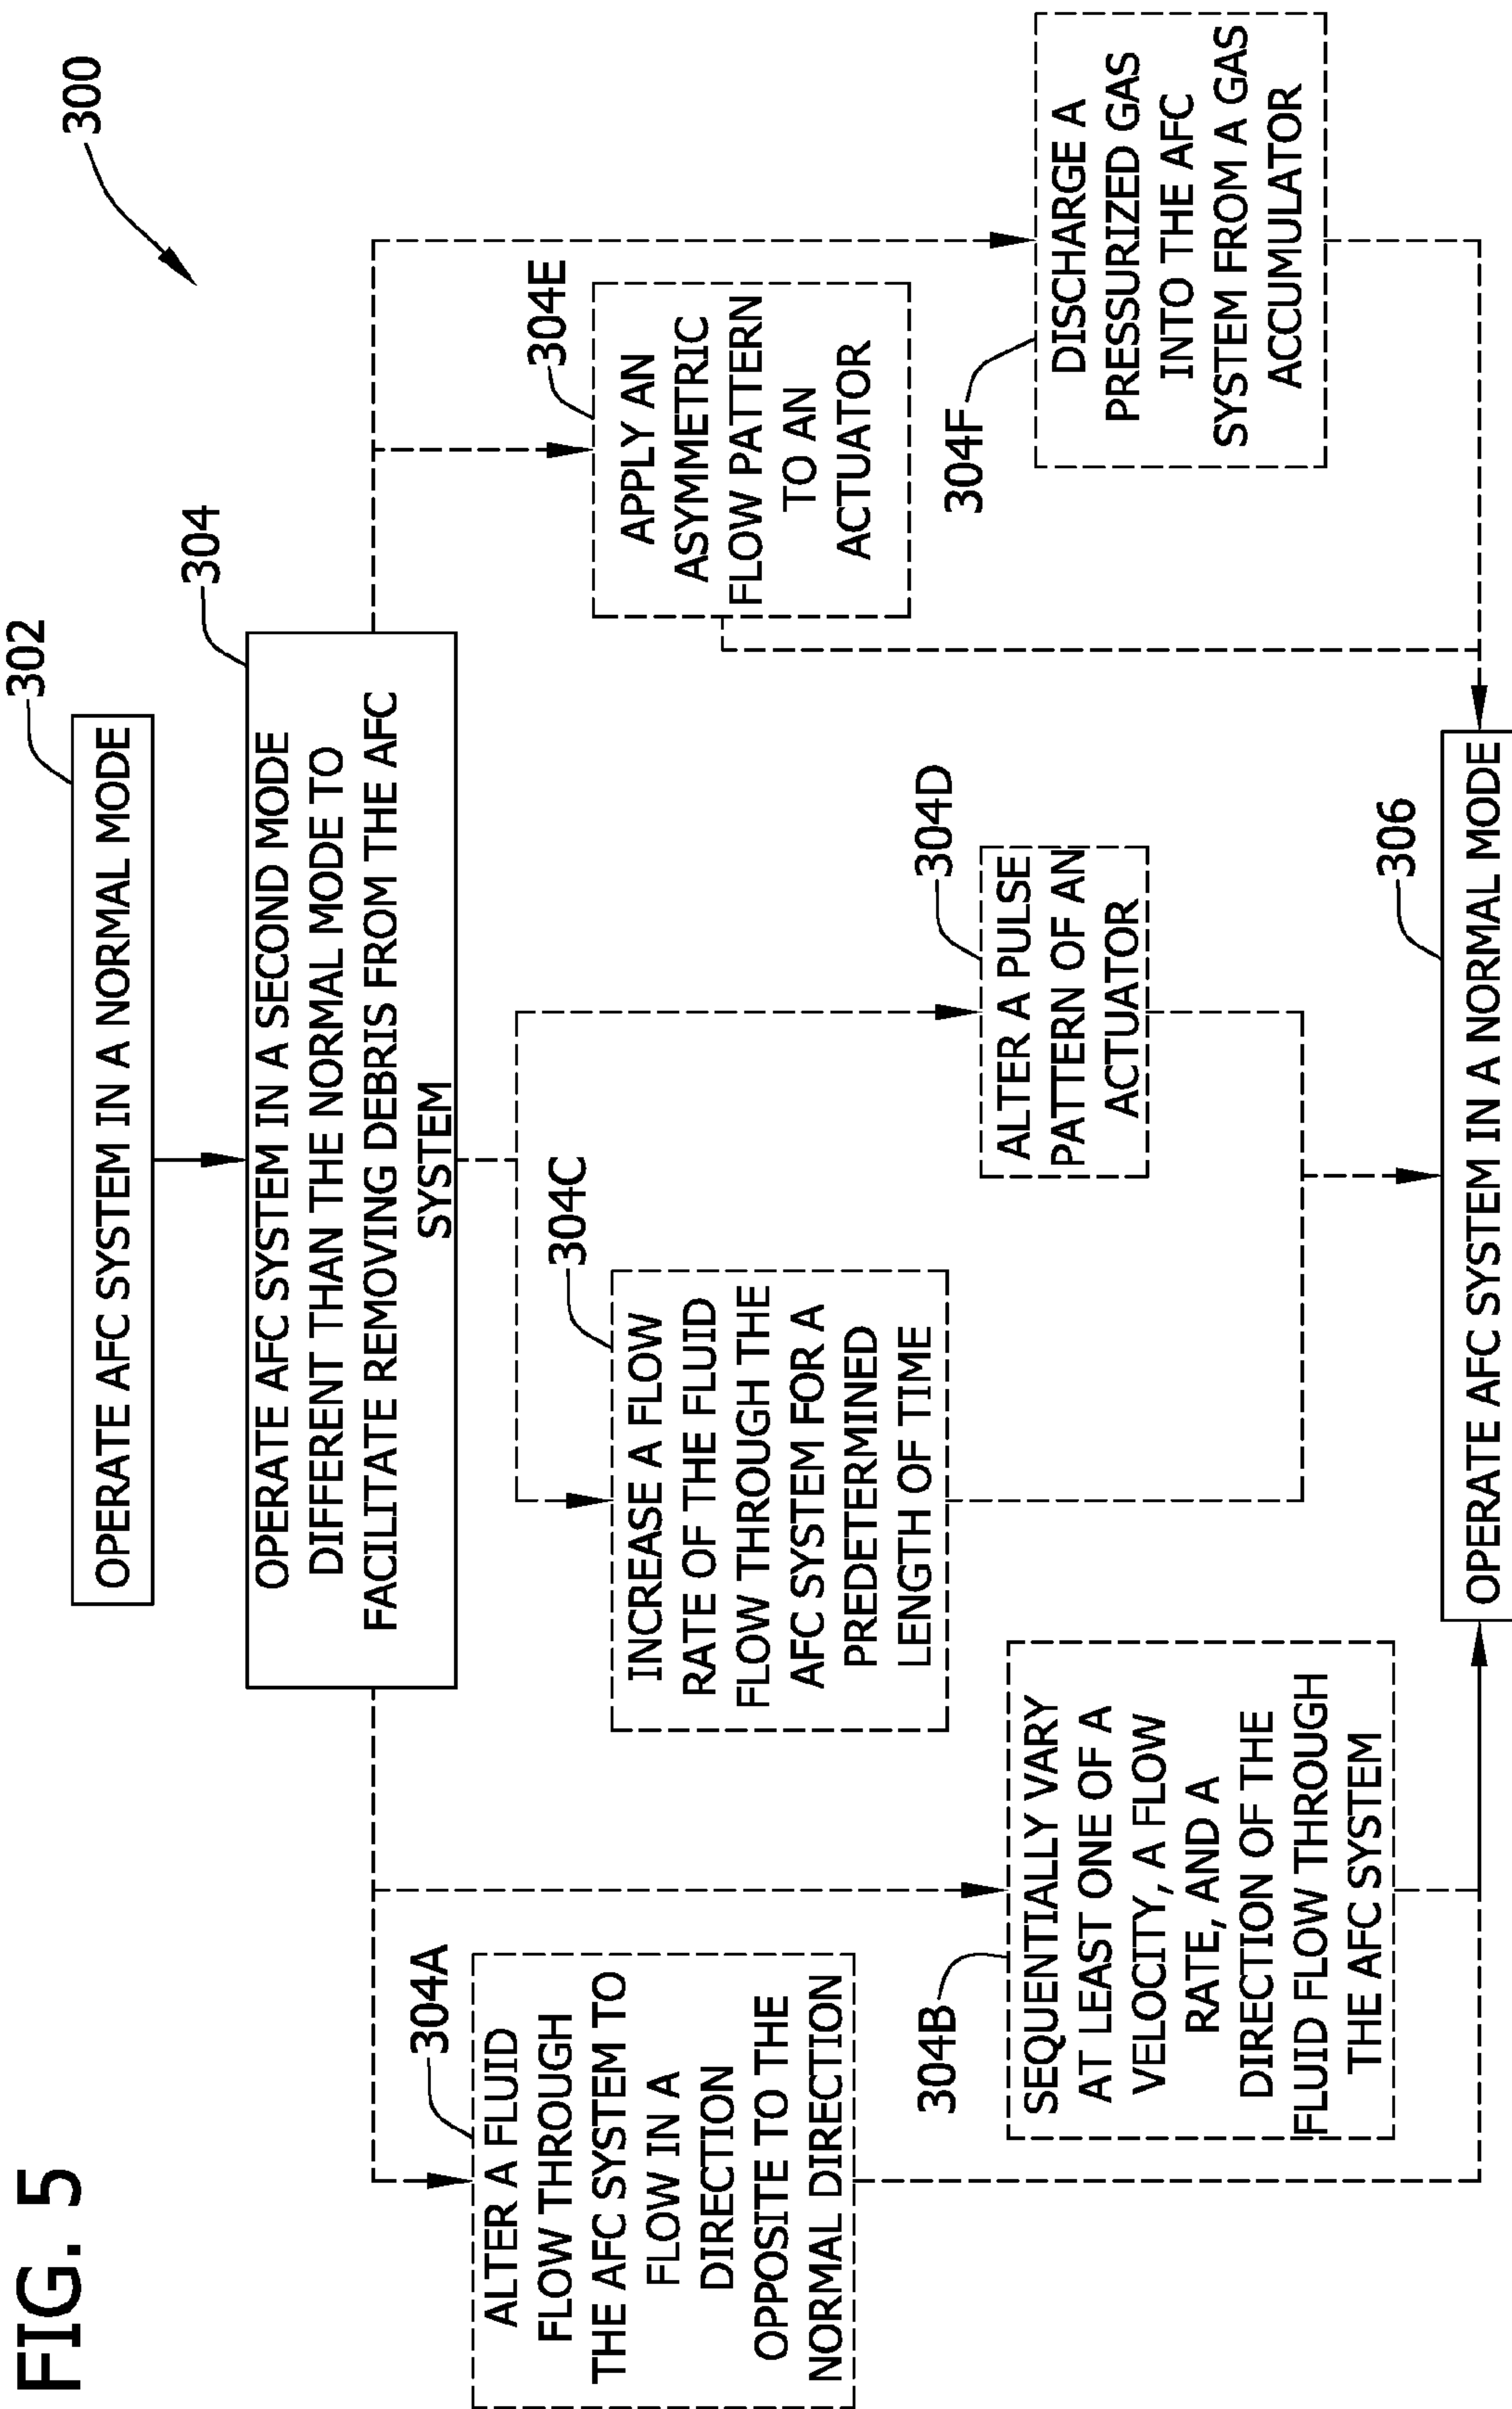 FIG. 5
300
302
OPERATE AFC SYSTEM IN A NORMAL MODE
304
OPERATE AFC SYSTEM IN A SECOND MODE
DIFFERENT THAN THE NORMAL MODE TO
FACILITATE REMOVING DEBRIS FROM THE AFC
SYSTEM
304A
ALTER A FLUID
FLOW THROUGH
THE AFC SYSTEM TO
FLOW IN A
DIRECTION
OPPOSITE TO THE
NORMAL DIRECTION
304B
SEQUENTIALLY VARY
AT LEAST ONE OF A
VELOCITY, A FLOW
RATE, AND A
DIRECTION OF THE
FLUID FLOW THROUGH
THE AFC SYSTEM
304C
INCREASE A FLOW
RATE OF THE FLUID
FLOW THROUGH THE
AFC SYSTEM FOR A
PREDETERMINED
LENGTH OF TIME
304D
ALTER A PULSE
PATTERN OF AN
ACTUATOR
304E
APPLY AN
ASYMMETRIC
FLOW PATTERN
TO AN
ACTUATOR
304F
DISCHARGE A
PRESSURIZED GAS
INTO THE AFC
SYSTEM FROM A GAS
ACCUMULATOR
306
OPERATE AFC SYSTEM IN A NORMAL MODE